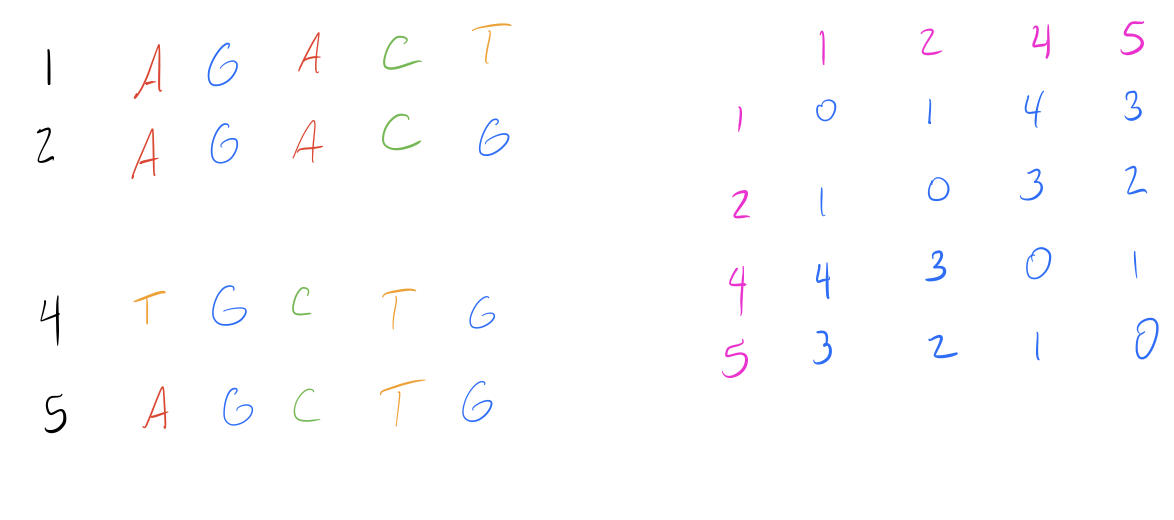 1 A G A C T
2 A G A C G
4 T G C T G
5 A G C T G
1 2 4 5
1 0 1 4 3
2 1 0 3 2
4 4 3 0 1
5 3 2 1 0